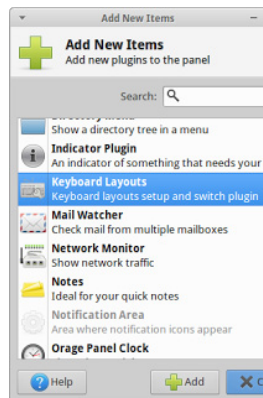 Add New Items
Add New Items
Add new plugins to the panel
Search:
Show a directory tree in a menu
Indicator Plugin
An indicator of something that needs your
Keyboard Layouts
Keyboard layouts setup and switch plugin
Mail Watcher
Check mail from multiple mailboxes
Network Monitor
Show network traffic
Notes
Ideal for your quick notes
Notification Area
Area where notification icons appear
Orage Panel Clock
Help
Add